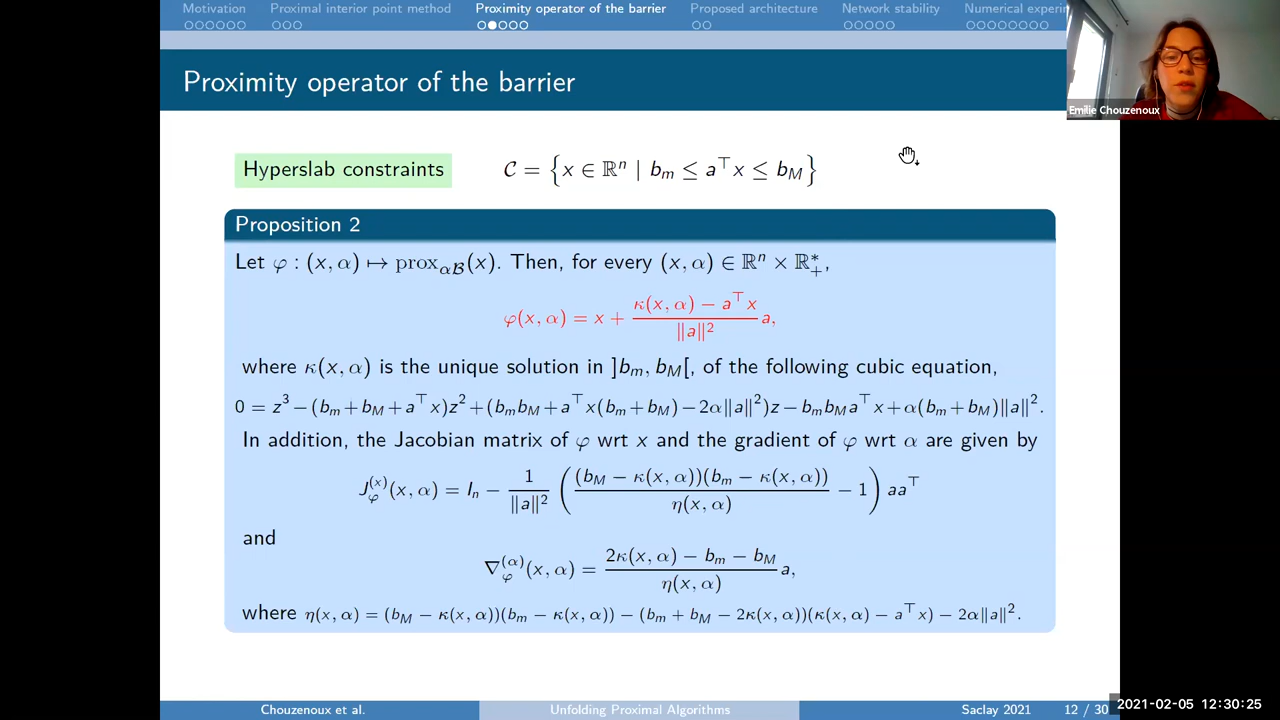 Motivation Proximal interior point method Proximity operator of the barrier Proposed architecture Network stability Numerical experim
Proximity operator of the barrier
Emilie Chouzenoux
Hyperslab constraints 𝒞 = {x ∈ ℝⁿ | b_m ≤ a^⊤ x ≤ b_M}
Proposition 2
Let φ : (x, α) ↦ prox_{αℬ}(x). Then, for every (x, α) ∈ ℝⁿ × ℝ₊*,
φ(x, α) = x + \frac{κ(x, α) − a^⊤ x}{‖a‖²} a,
where κ(x, α) is the unique solution in ]b_m, b_M[, of the following cubic equation,
0 = z³ − (b_m + b_M + a^⊤ x)z² + (b_m b_M + a^⊤ x(b_m + b_M) − 2α‖a‖²)z − b_m b_M a^⊤ x + α(b_m + b_M)‖a‖².
In addition, the Jacobian matrix of φ wrt x and the gradient of φ wrt α are given by
J_φ^{(x)}(x, α) = I_n − \frac{1}{‖a‖²} ( \frac{(b_M − κ(x, α))(b_m − κ(x, α))}{η(x, α)} − 1 ) aa^⊤
and
∇_φ^{(α)}(x, α) = \frac{2κ(x, α) − b_m − b_M}{η(x, α)} a,
where η(x, α) = (b_M − κ(x, α))(b_m − κ(x, α)) − (b_m + b_M − 2κ(x, α))(κ(x, α) − a^⊤ x) − 2α‖a‖².
Chouzenoux et al. Unfolding Proximal Algorithms Saclay 2021 12 / 30
2021-02-05 12:30:25